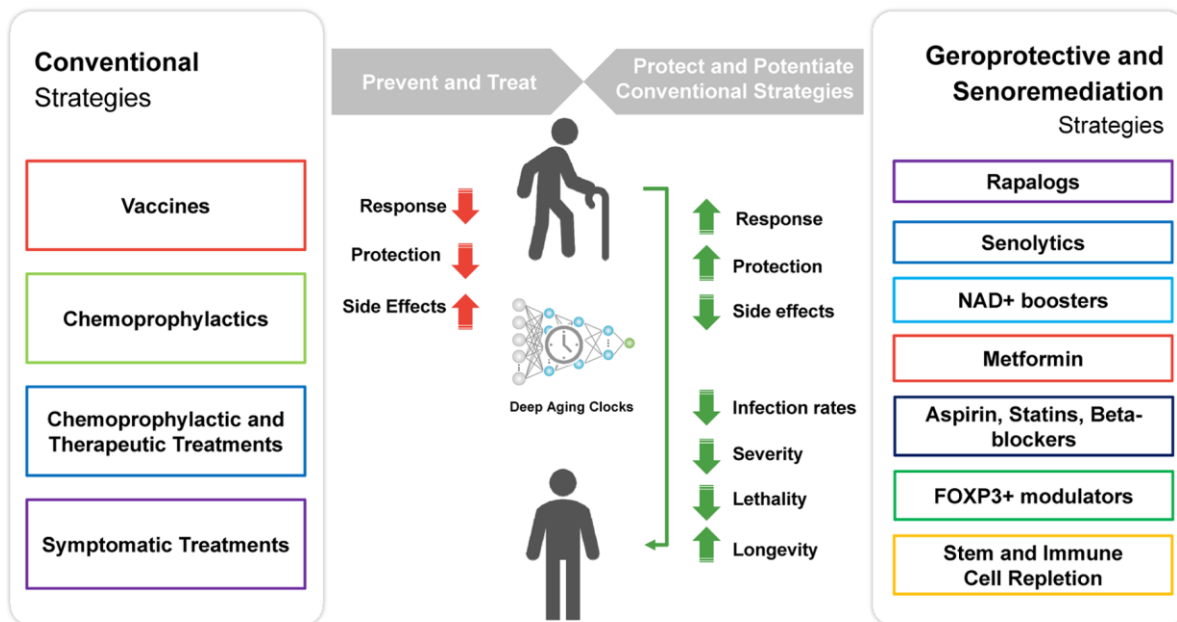 Conventional
Strategies
Vaccines
Chemoprophylactics
Chemoprophylactic and
Therapeutic Treatments
Symptomatic Treatments
Prevent and Treat
Protect and Potentiate
Conventional Strategies
Response
Protection
Side Effects
Deep Aging Clocks
Response
Protection
Side effects
Infection rates
Severity
Lethality
Longevity
Geroprotective and
Senoremediation
Strategies
Rapalogs
Senolytics
NAD+ boosters
Metformin
Aspirin, Statins, Beta-
blockers
FOXP3+ modulators
Stem and Immune
Cell Repletion